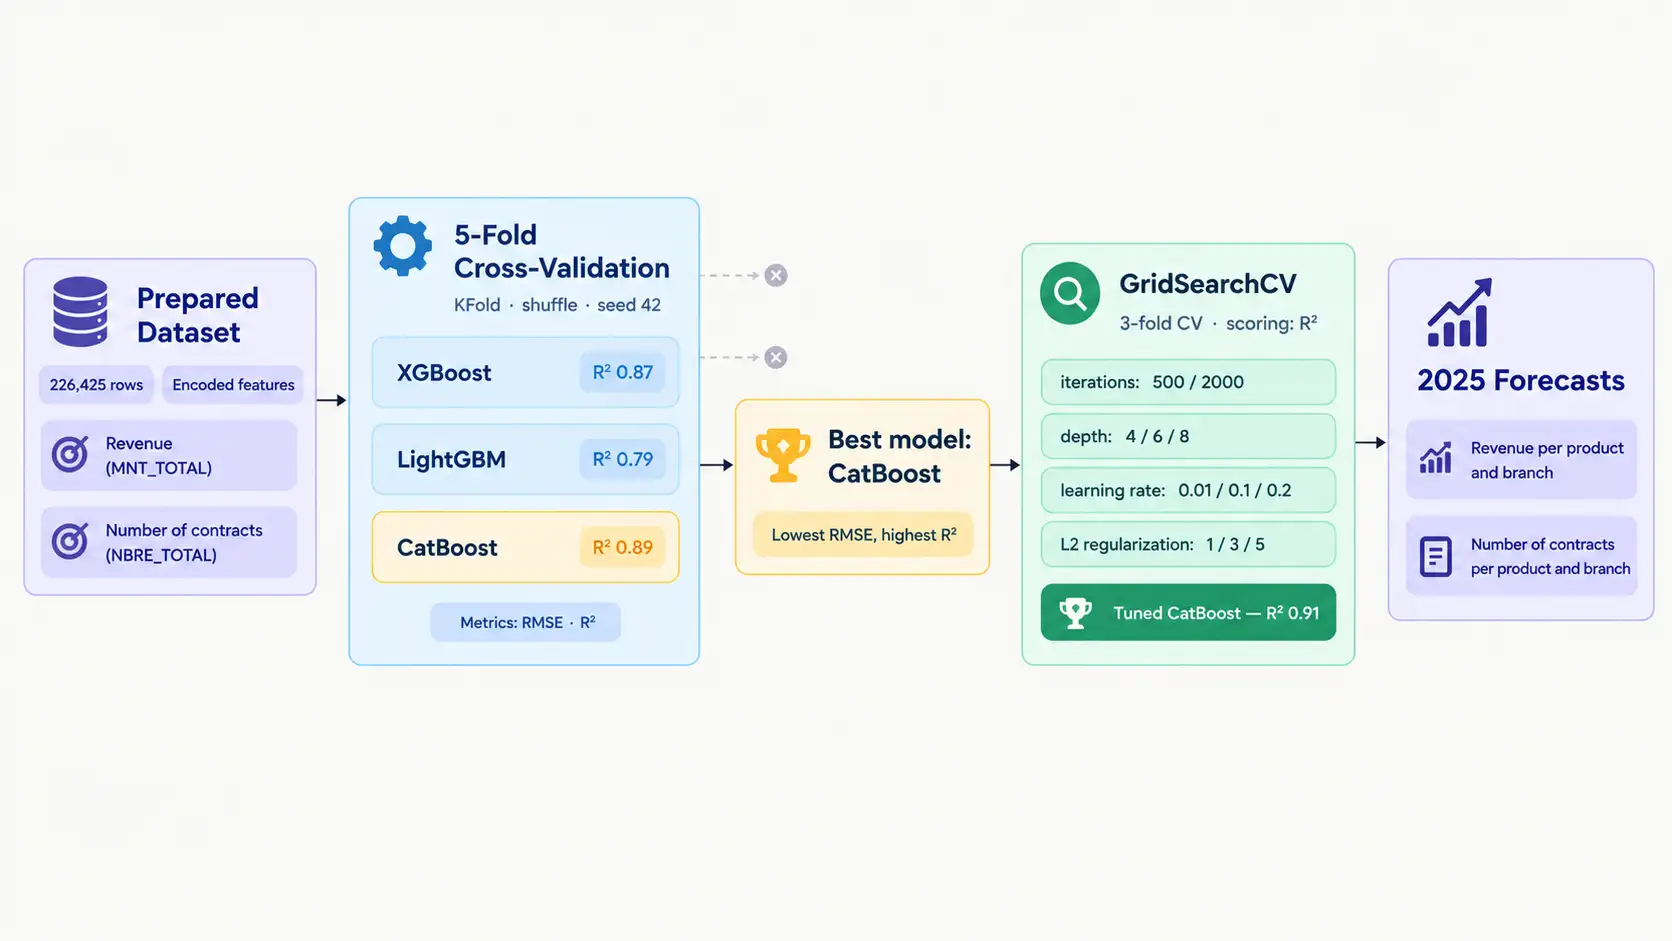 Prepared
Dataset
226,425 rows
Encoded features
Revenue
(MNT_TOTAL)
Number of contracts
(NBRE_TOTAL)
5-Fold
Cross-Validation
KFold · shuffle · seed 42
XGBoost
R² 0.87
LightGBM
R² 0.79
CatBoost
R² 0.89
Metrics: RMSE · R²
Best model:
CatBoost
Lowest RMSE, highest R²
GridSearchCV
3-fold CV · scoring: R²
iterations: 500 / 2000
depth: 4 / 6 / 8
learning rate: 0.01 / 0.1 / 0.2
L2 regularization: 1 / 3 / 5
Tuned CatBoost — R² 0.91
2025 Forecasts
Revenue per product
and branch
Number of contracts
per product and branch